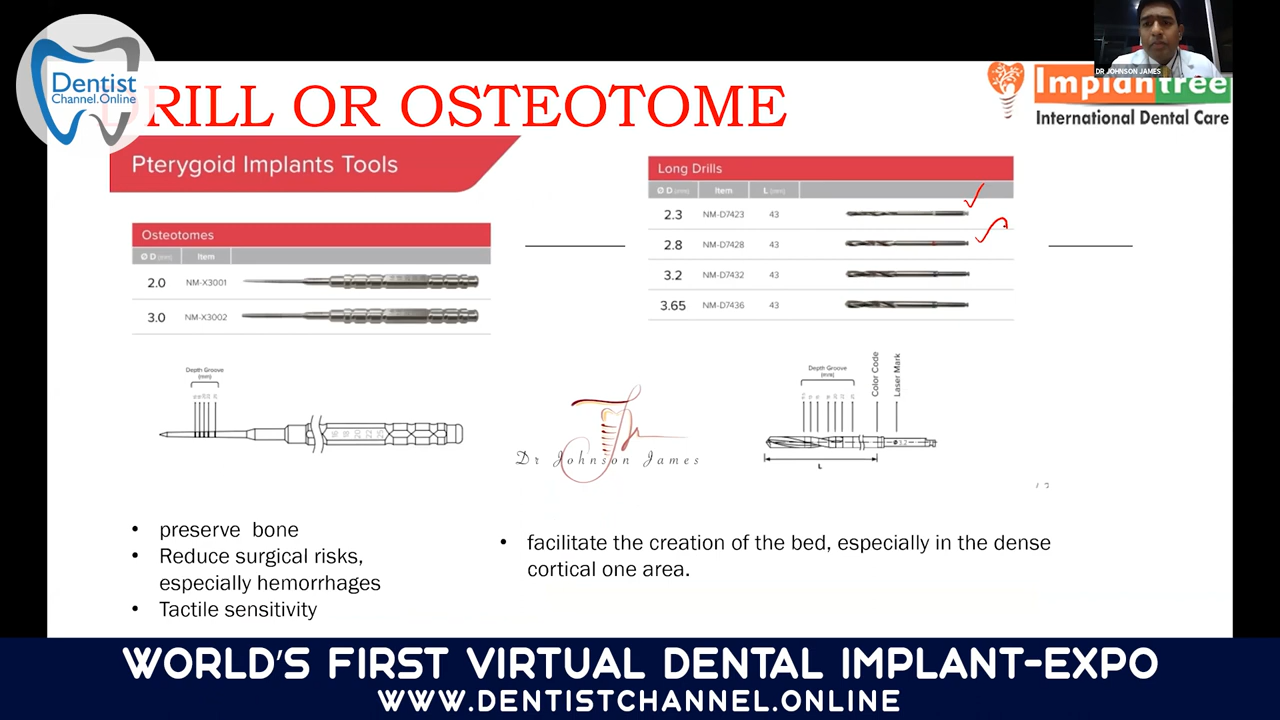 DR JOHNSON JAMES
Dentist
Channel.Online
DRILL OR OSTEOTOME
Implantree
International Dental Care
Pterygoid Implants Tools
Osteotomes
Ø D (mm) Item
2.0 NM-X3001
3.0 NM-X3002
Long Drills
Ø D (mm) Item L (mm)
2.3 NM-D7423 43
2.8 NM-D7428 43
3.2 NM-D7432 43
3.65 NM-D7436 43
Depth Groove
(mm)
Depth Groove
(mm)
Color Code
Laser Mark
Ø 3.2
L
Dr Johnson James
• preserve bone
• Reduce surgical risks,
especially hemorrhages
• Tactile sensitivity
• facilitate the creation of the bed, especially in the dense
cortical one area.
WORLD'S FIRST VIRTUAL DENTAL IMPLANT-EXPO
WWW.DENTISTCHANNEL.ONLINE